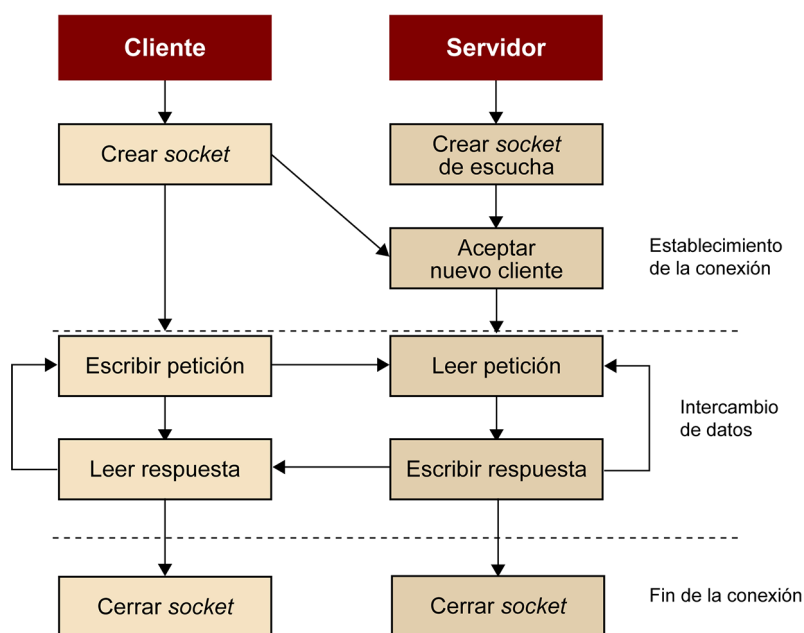 Cliente
Servidor
Crear socket
Crear socket
de escucha
Aceptar
nuevo cliente
Establecimiento
de la conexión
Escribir petición
Leer petición
Intercambio
de datos
Leer respuesta
Escribir respuesta
Cerrar socket
Cerrar socket
Fin de la conexión